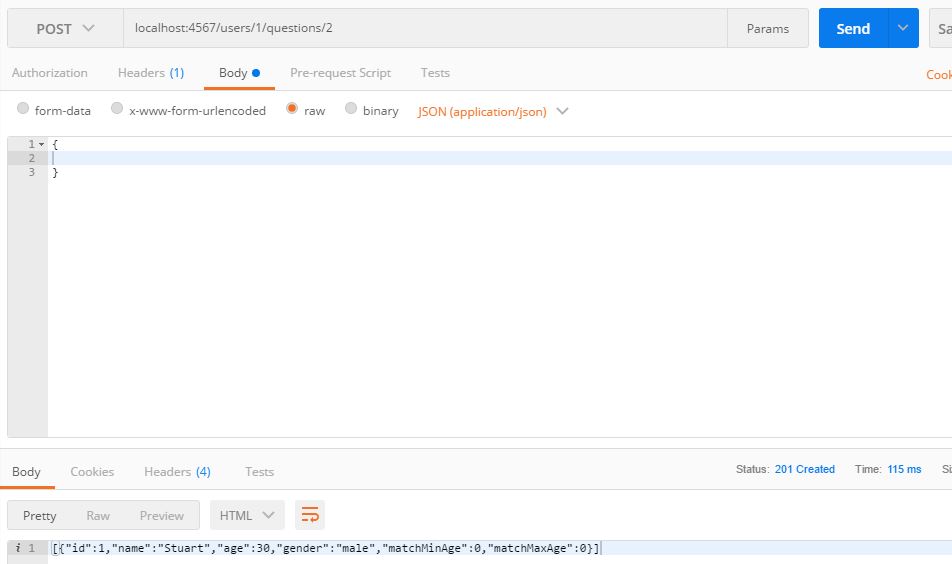 POST localhost:4567/users/1/questions/2 Params Send
Authorization Headers (1) Body Pre-request Script Tests
form-data x-www-form-urlencoded raw binary JSON (application/json)
1 {
2
3 }
Body Cookies Headers (4) Tests Status: 201 Created Time: 115 ms
Pretty Raw Preview HTML
i 1 [{"id":1,"name":"Stuart","age":30,"gender":"male","matchMinAge":0,"matchMaxAge":0}]